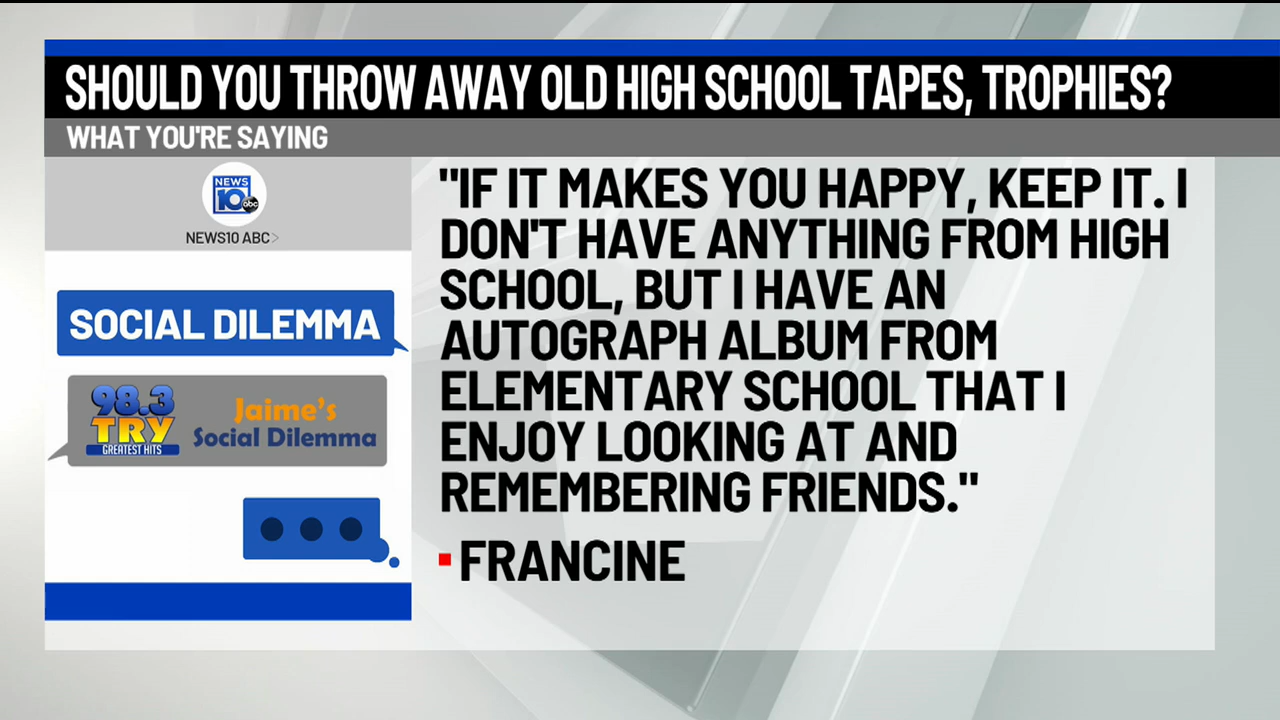 SHOULD YOU THROW AWAY OLD HIGH SCHOOL TAPES, TROPHIES?
WHAT YOU'RE SAYING
NEWS
10
abc
NEWS10 ABC>
SOCIAL DILEMMA
98.3
TRY
GREATEST HITS
Jaime's
Social Dilemma
"IF IT MAKES YOU HAPPY, KEEP IT. I
DON'T HAVE ANYTHING FROM HIGH
SCHOOL, BUT I HAVE AN
AUTOGRAPH ALBUM FROM
ELEMENTARY SCHOOL THAT I
ENJOY LOOKING AT AND
REMEMBERING FRIENDS."
FRANCINE